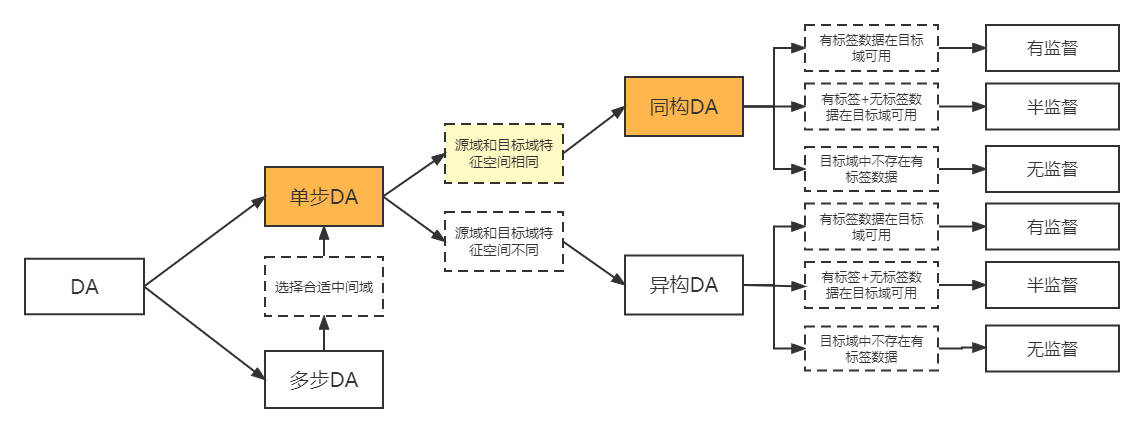 DA
单步DA
选择合适中间域
多步DA
源域和目标域特
征空间相同
源域和目标域特
征空间不同
同构DA
有标签数据在目标
域可用
有监督
有标签+无标签数
据在目标域可用
半监督
目标域中不存在有
标签数据
无监督
异构DA
有标签数据在目标
域可用
有监督
有标签+无标签数
据在目标域可用
半监督
目标域中不存在有
标签数据
无监督